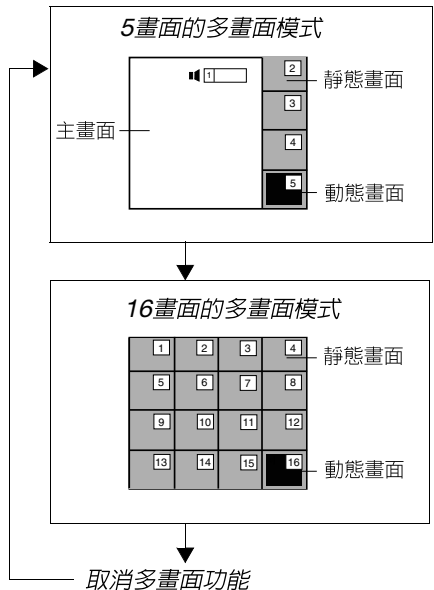 5畫面的多畫面模式
1
2
靜態畫面
3
主畫面
4
5
動態畫面
16畫面的多畫面模式
1 2 3 4
靜態畫面
5 6 7 8
9 10 11 12
13 14 15 16
動態畫面
取消多畫面功能